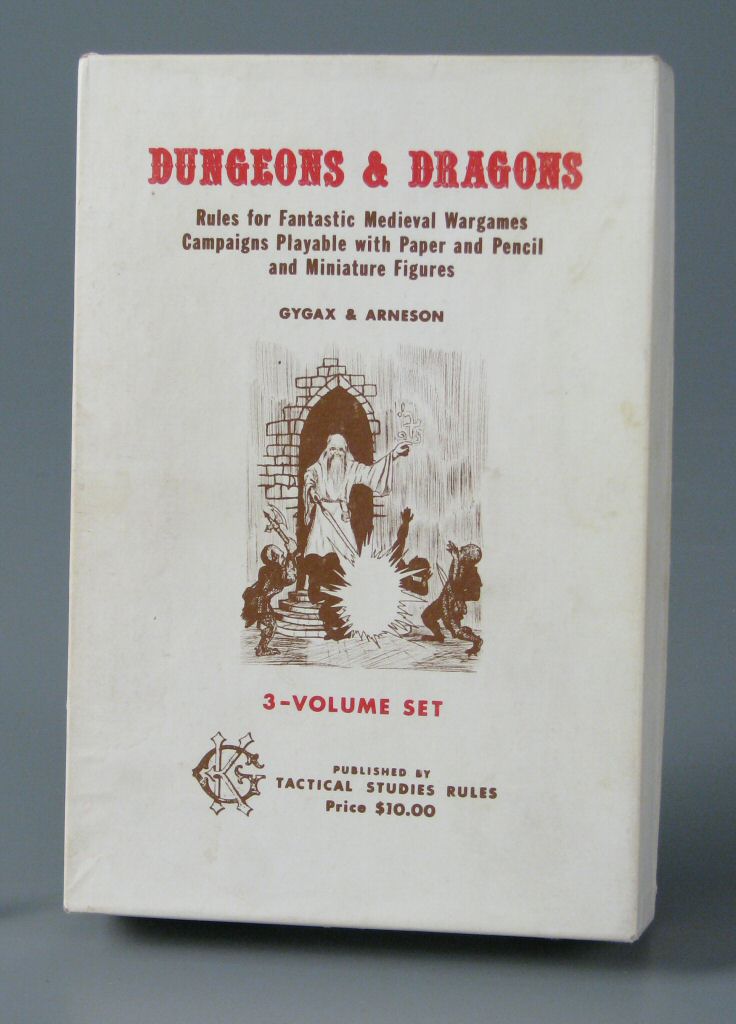 DUNGEONS & DRAGONS
Rules for Fantastic Medieval Wargames
Campaigns Playable with Paper and Pencil
and Miniature Figures
GYGAX & ARNESON
3-VOLUME SET
GK
PUBLISHED BY
TACTICAL STUDIES RULES
Price $10.00